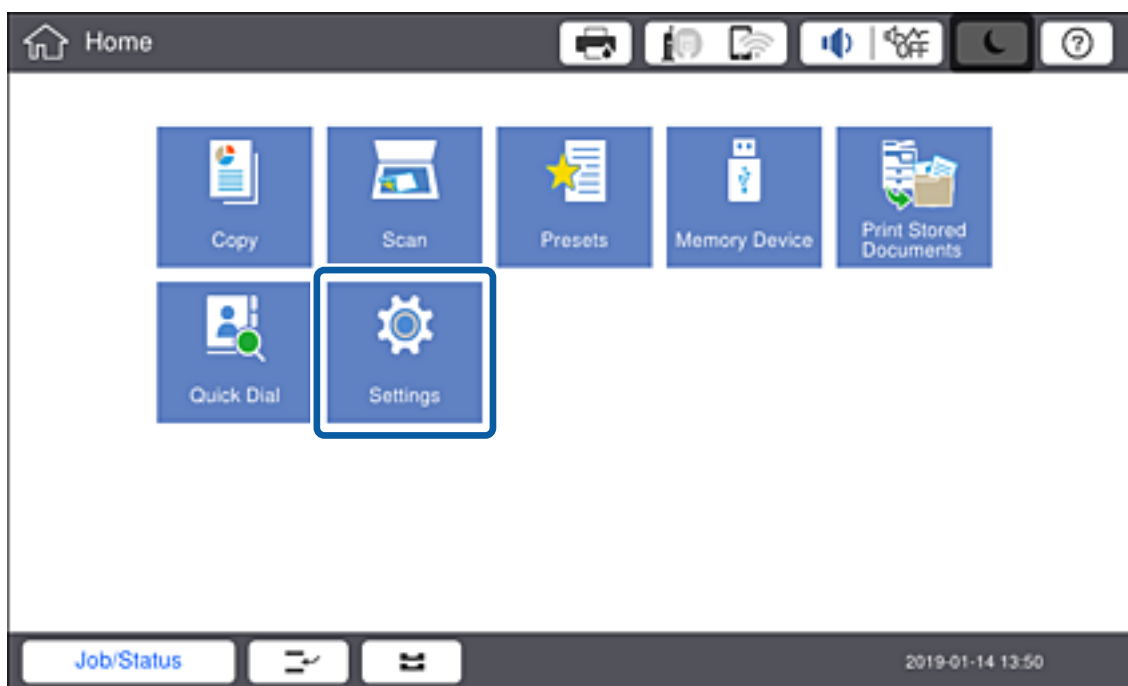 Home
OFF
?
Copy
Scan
Presets
Memory Device
Print Stored
Documents
Quick Dial
Settings
Job/Status
2019-01-14 13:50